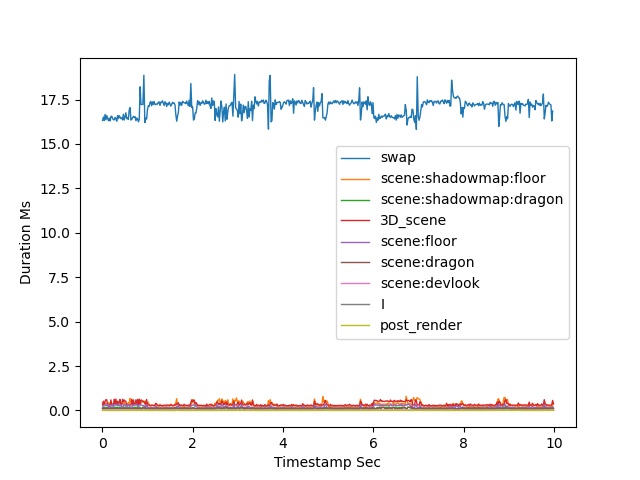 17.5
15.0
12.5
10.0
7.5
5.0
2.5
0.0
Duration Ms
swap
scene:shadowmap:floor
scene:shadowmap:dragon
3D_scene
scene:floor
scene:dragon
scene:devlook
I
post_render
0 2 4 6 8 10
Timestamp Sec